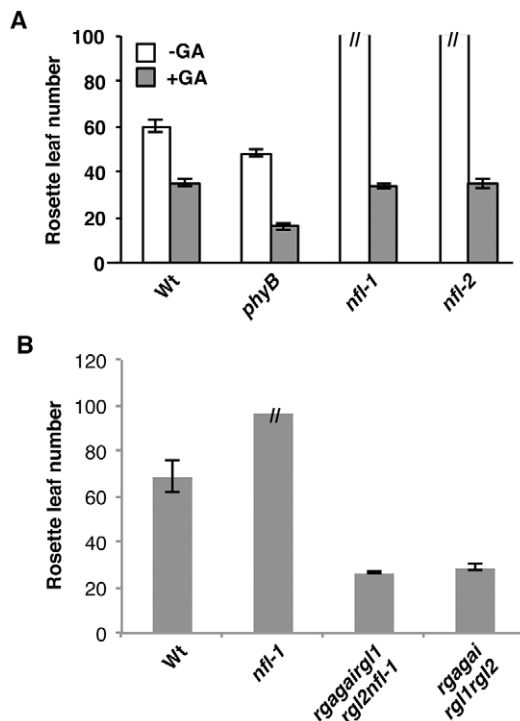 A
Rosette leaf number
100
80
60
40
20
0
-GA
+GA
//
//
Wt
phyB
nfl-1
nfl-2
B
Rosette leaf number
120
100
80
60
40
20
0
//
Wt
nfl-1
rgagairgl1
rgl2nfl-1
rgagai
rgl1rgl2